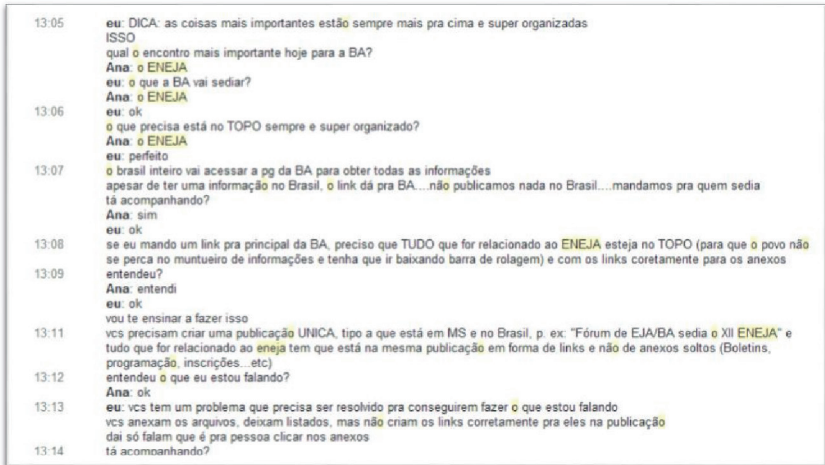 13:05 eu: DICA: as coisas mais importantes estão sempre mais pra cima e super organizadas
ISSO
qual o encontro mais importante hoje para a BA?
Ana: o ENEJA
eu: o que a BA vai sediar?
Ana: o ENEJA
13:06 eu: ok
o que precisa está no TOPO sempre e super organizado?
Ana: o ENEJA
eu: perfeito
13:07 o brasil inteiro vai acessar a pg da BA para obter todas as informações
apesar de ter uma informação no Brasil, o link dá pra BA....não publicamos nada no Brasil....mandamos pra quem sedia
tá acompanhando?
Ana: sim
eu: ok
13:08 se eu mando um link pra principal da BA, preciso que TUDO que for relacionado ao ENEJA esteja no TOPO (para que o povo não
se perca no muntueiro de informações e tenha que ir baixando barra de rolagem) e com os links coretamente para os anexos
13:09 entendeu?
Ana: entendi
eu: ok
vou te ensinar a fazer isso
13:11 vcs precisam criar uma publicação UNICA, tipo a que está em MS e no Brasil, p. ex: "Fórum de EJA/BA sedia o XII ENEJA" e
tudo que for relacionado ao eneja tem que está na mesma publicação em forma de links e não de anexos soltos (Boletins,
programação, inscrições...etc)
13:12 entendeu o que eu estou falando?
Ana: ok
13:13 eu: vcs tem um problema que precisa ser resolvido pra conseguirem fazer o que estou falando
vcs anexam os arquivos, deixam listados, mas não criam os links corretamente pra eles na publicação
dai só falam que é pra pessoa clicar nos anexos
13:14 tá acompanhando?